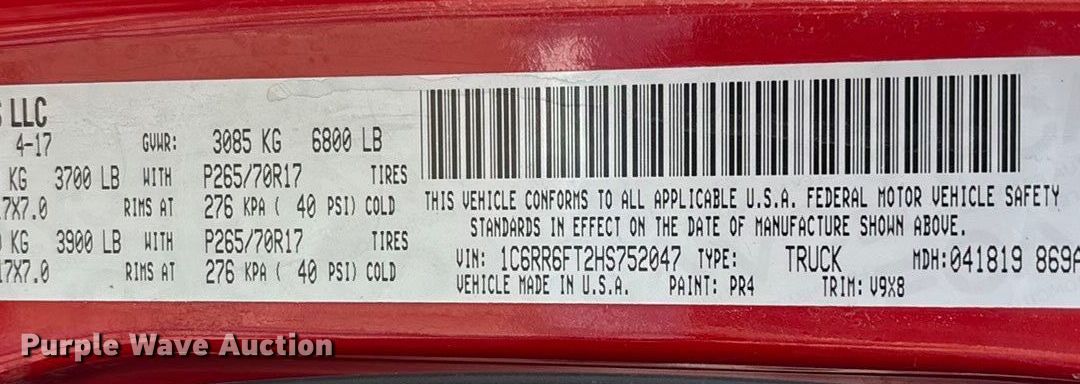 LLC
4-17 GVWR: 3085 KG 6800 LB
KG 3700 LB WITH P265/70R17 TIRES
7X7.0 RIMS AT 276 KPA ( 40 PSI) COLD
KG 3900 LB WITH P265/70R17 TIRES
17X7.0 RIMS AT 276 KPA ( 40 PSI) COLD
THIS VEHICLE CONFORMS TO ALL APPLICABLE U.S.A. FEDERAL MOTOR VEHICLE SAFETY
STANDARDS IN EFFECT ON THE DATE OF MANUFACTURE SHOWN ABOVE.
VIN: 1C6RR6FT2HS752047 TYPE: TRUCK MDH:041819 869A
VEHICLE MADE IN U.S.A. PAINT: PR4 TRIM: V9X8
Purple Wave Auction